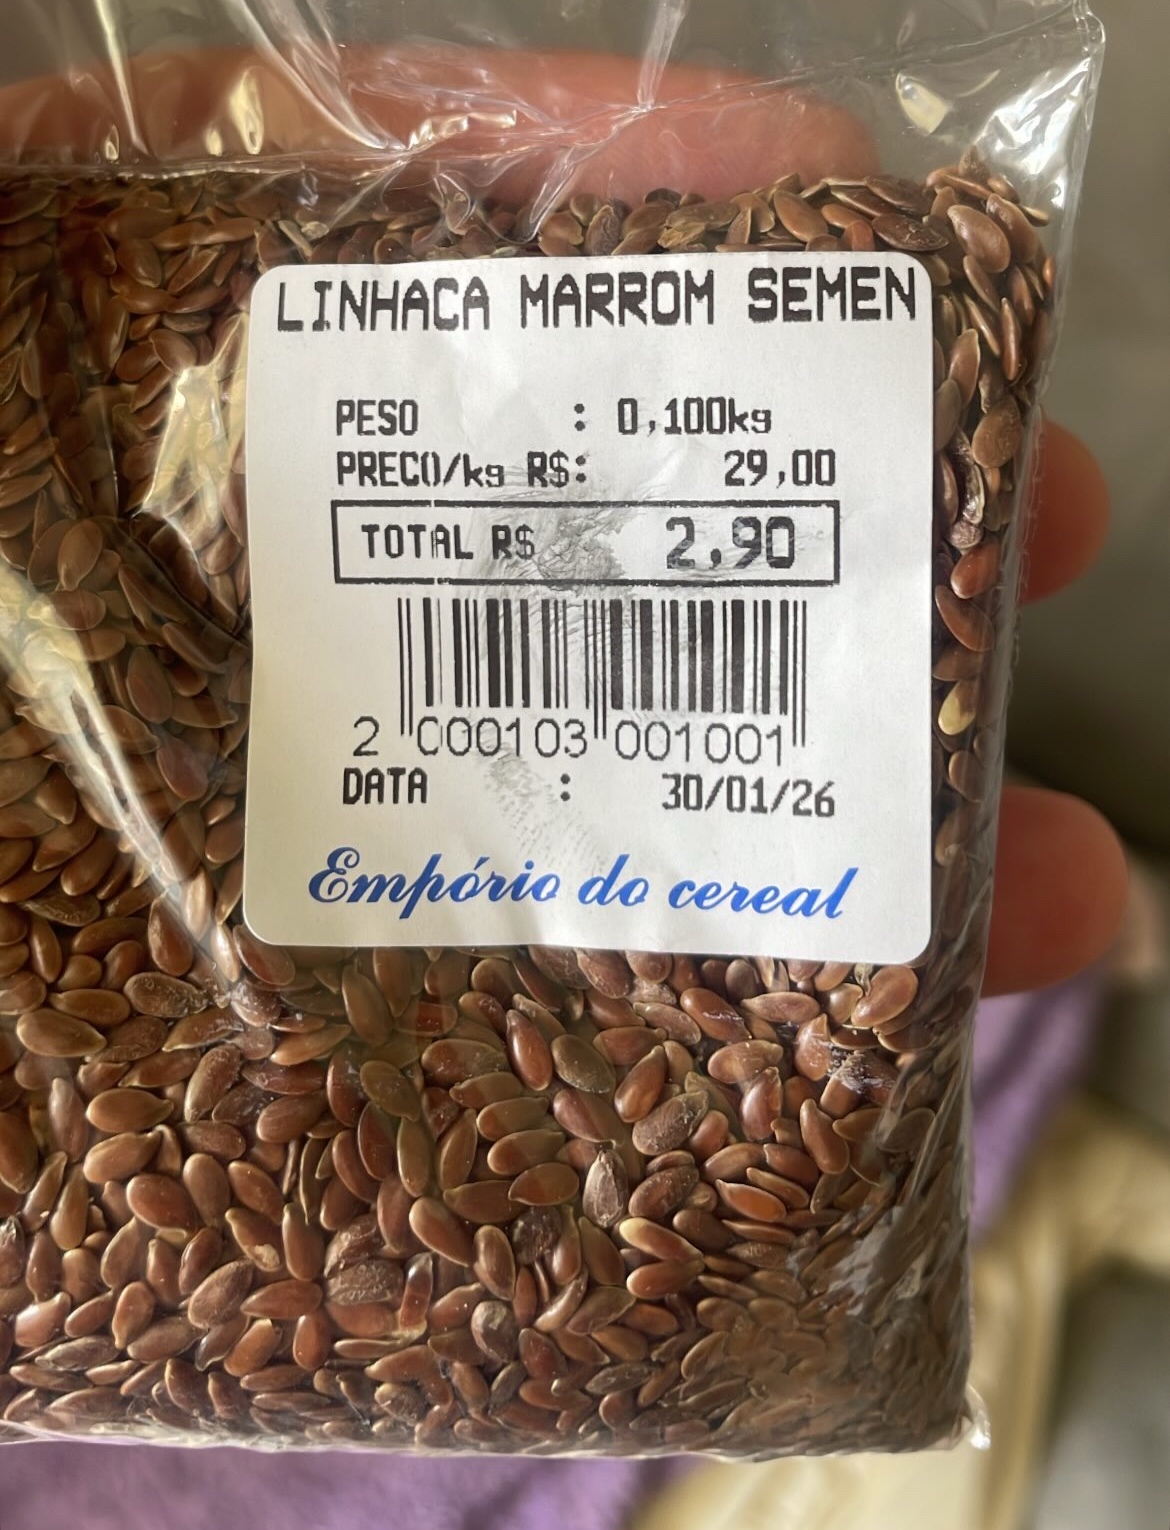 LINHACA MARROM SEMEN
PESO : 0,100kg
PRECO/kg R$: 29,00
TOTAL R$ 2,90
2 000103 001001
DATA : 30/01/26
Empório do cereal